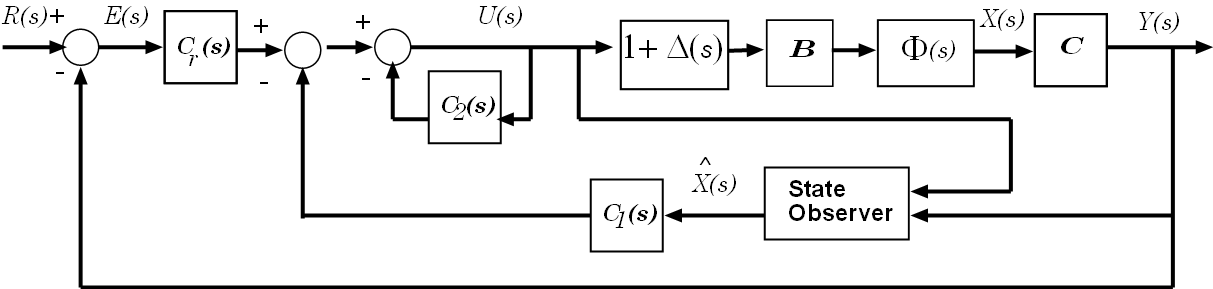 R(s)+
E(s)
C_r(s)
+
-
+
+
-
U(s)
1+Δ(s)
B
Φ(s)
X(s)
C
Y(s)
-
C_2(s)
C_1(s)
X̂(s)
State
Observer